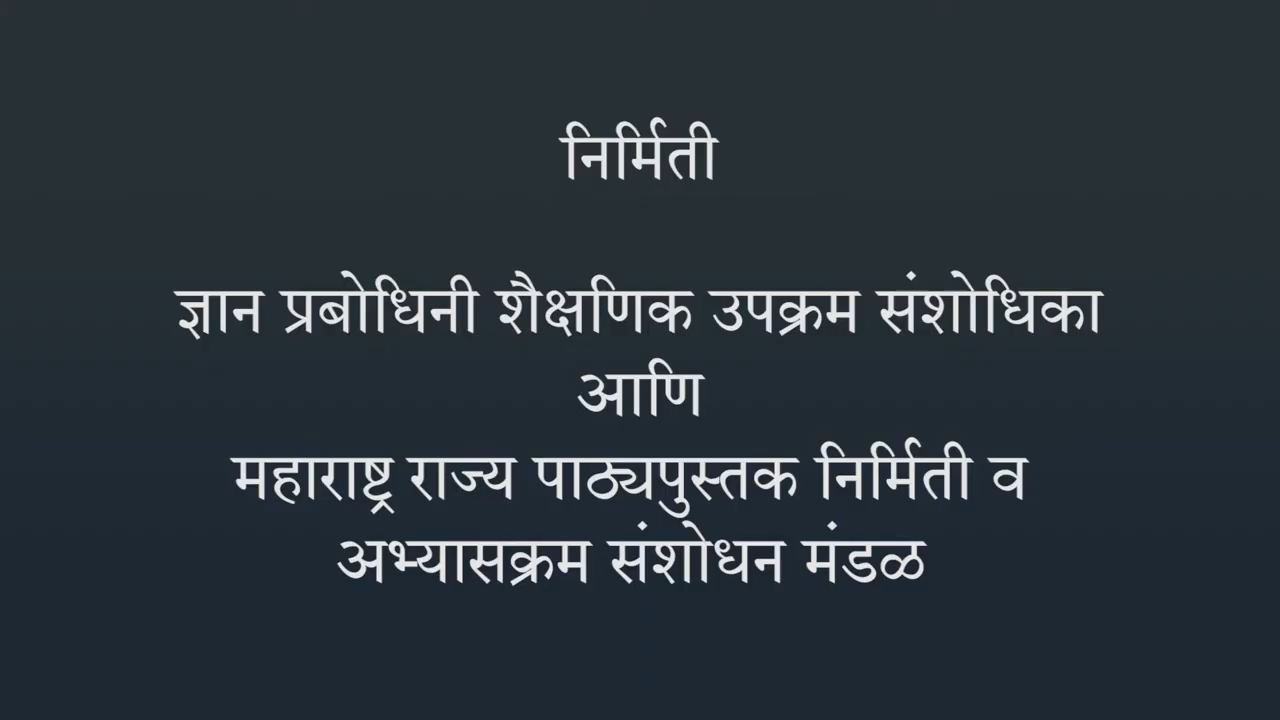 निर्मिती
ज्ञान प्रबोधिनी शैक्षणिक उपक्रम संशोधिका
आणि
महाराष्ट्र राज्य पाठ्यपुस्तक निर्मिती व
अभ्यासक्रम संशोधन मंडळ